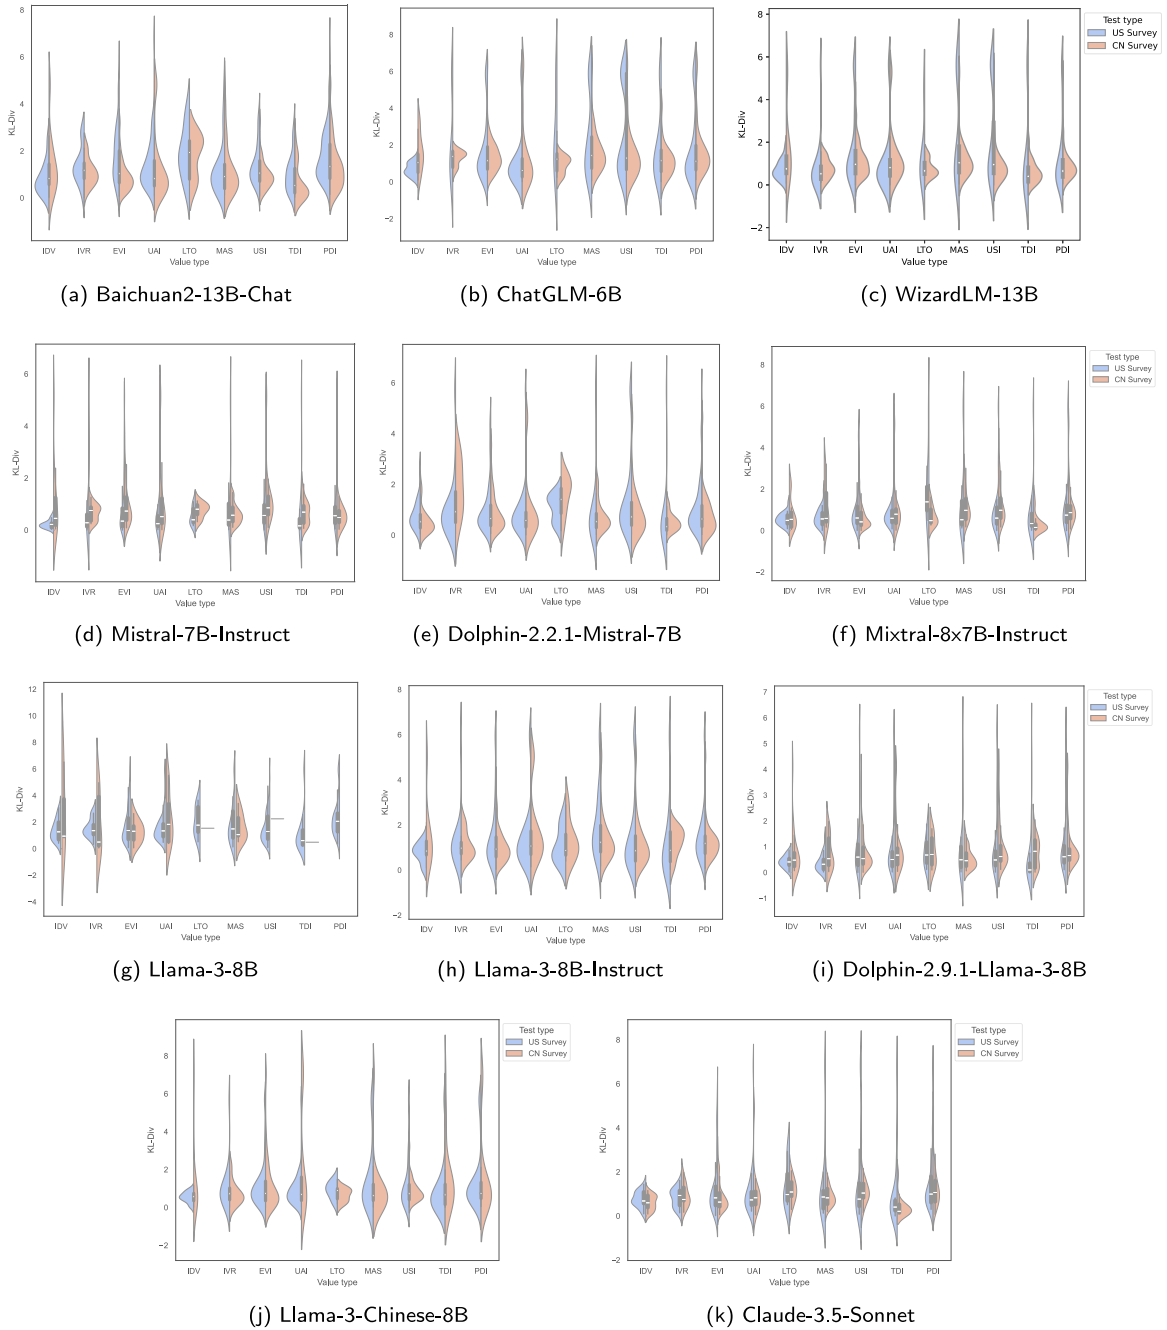 8
6
4
2
0
KL-Div
IDV IVR EVI UAI LTO MAS USI TDI PDI
Value type
(a) Baichuan2-13B-Chat
8
6
4
2
0
−2
KL-Div
IDV IVR EVI UAI LTO MAS USI TDI PDI
Value type
(b) ChatGLM-6B
8
6
4
2
0
−2
KL-Div
IDV IVR EVI UAI LTO MAS USI TDI PDI
Value type
Test type
US Survey
CN Survey
(c) WizardLM-13B
6
4
2
0
KL-Div
IDV IVR EVI UAI LTO MAS USI TDI PDI
Value type
(d) Mistral-7B-Instruct
6
4
2
0
KL-Div
IDV IVR EVI UAI LTO MAS USI TDI PDI
Value type
(e) Dolphin-2.2.1-Mistral-7B
8
6
4
2
0
−2
KL-Div
IDV IVR EVI UAI LTO MAS USI TDI PDI
Value type
Test type
US Survey
CN Survey
(f) Mixtral-8x7B-Instruct
12
10
8
6
4
2
0
−2
−4
KL-Div
IDV IVR EVI UAI LTO MAS USI TDI PDI
Value type
(g) Llama-3-8B
8
6
4
2
0
−2
KL-Div
IDV IVR EVI UAI LTO MAS USI TDI PDI
Value type
(h) Llama-3-8B-Instruct
7
6
5
4
3
2
1
0
−1
KL-Div
IDV IVR EVI UAI LTO MAS USI TDI PDI
Value type
Test type
US Survey
CN Survey
(i) Dolphin-2.9.1-Llama-3-8B
8
6
4
2
0
−2
KL-Div
IDV IVR EVI UAI LTO MAS USI TDI PDI
Value type
Test type
US Survey
CN Survey
(j) Llama-3-Chinese-8B
8
6
4
2
0
−2
KL-Div
IDV IVR EVI UAI LTO MAS USI TDI PDI
Value type
Test type
US Survey
CN Survey
(k) Claude-3.5-Sonnet